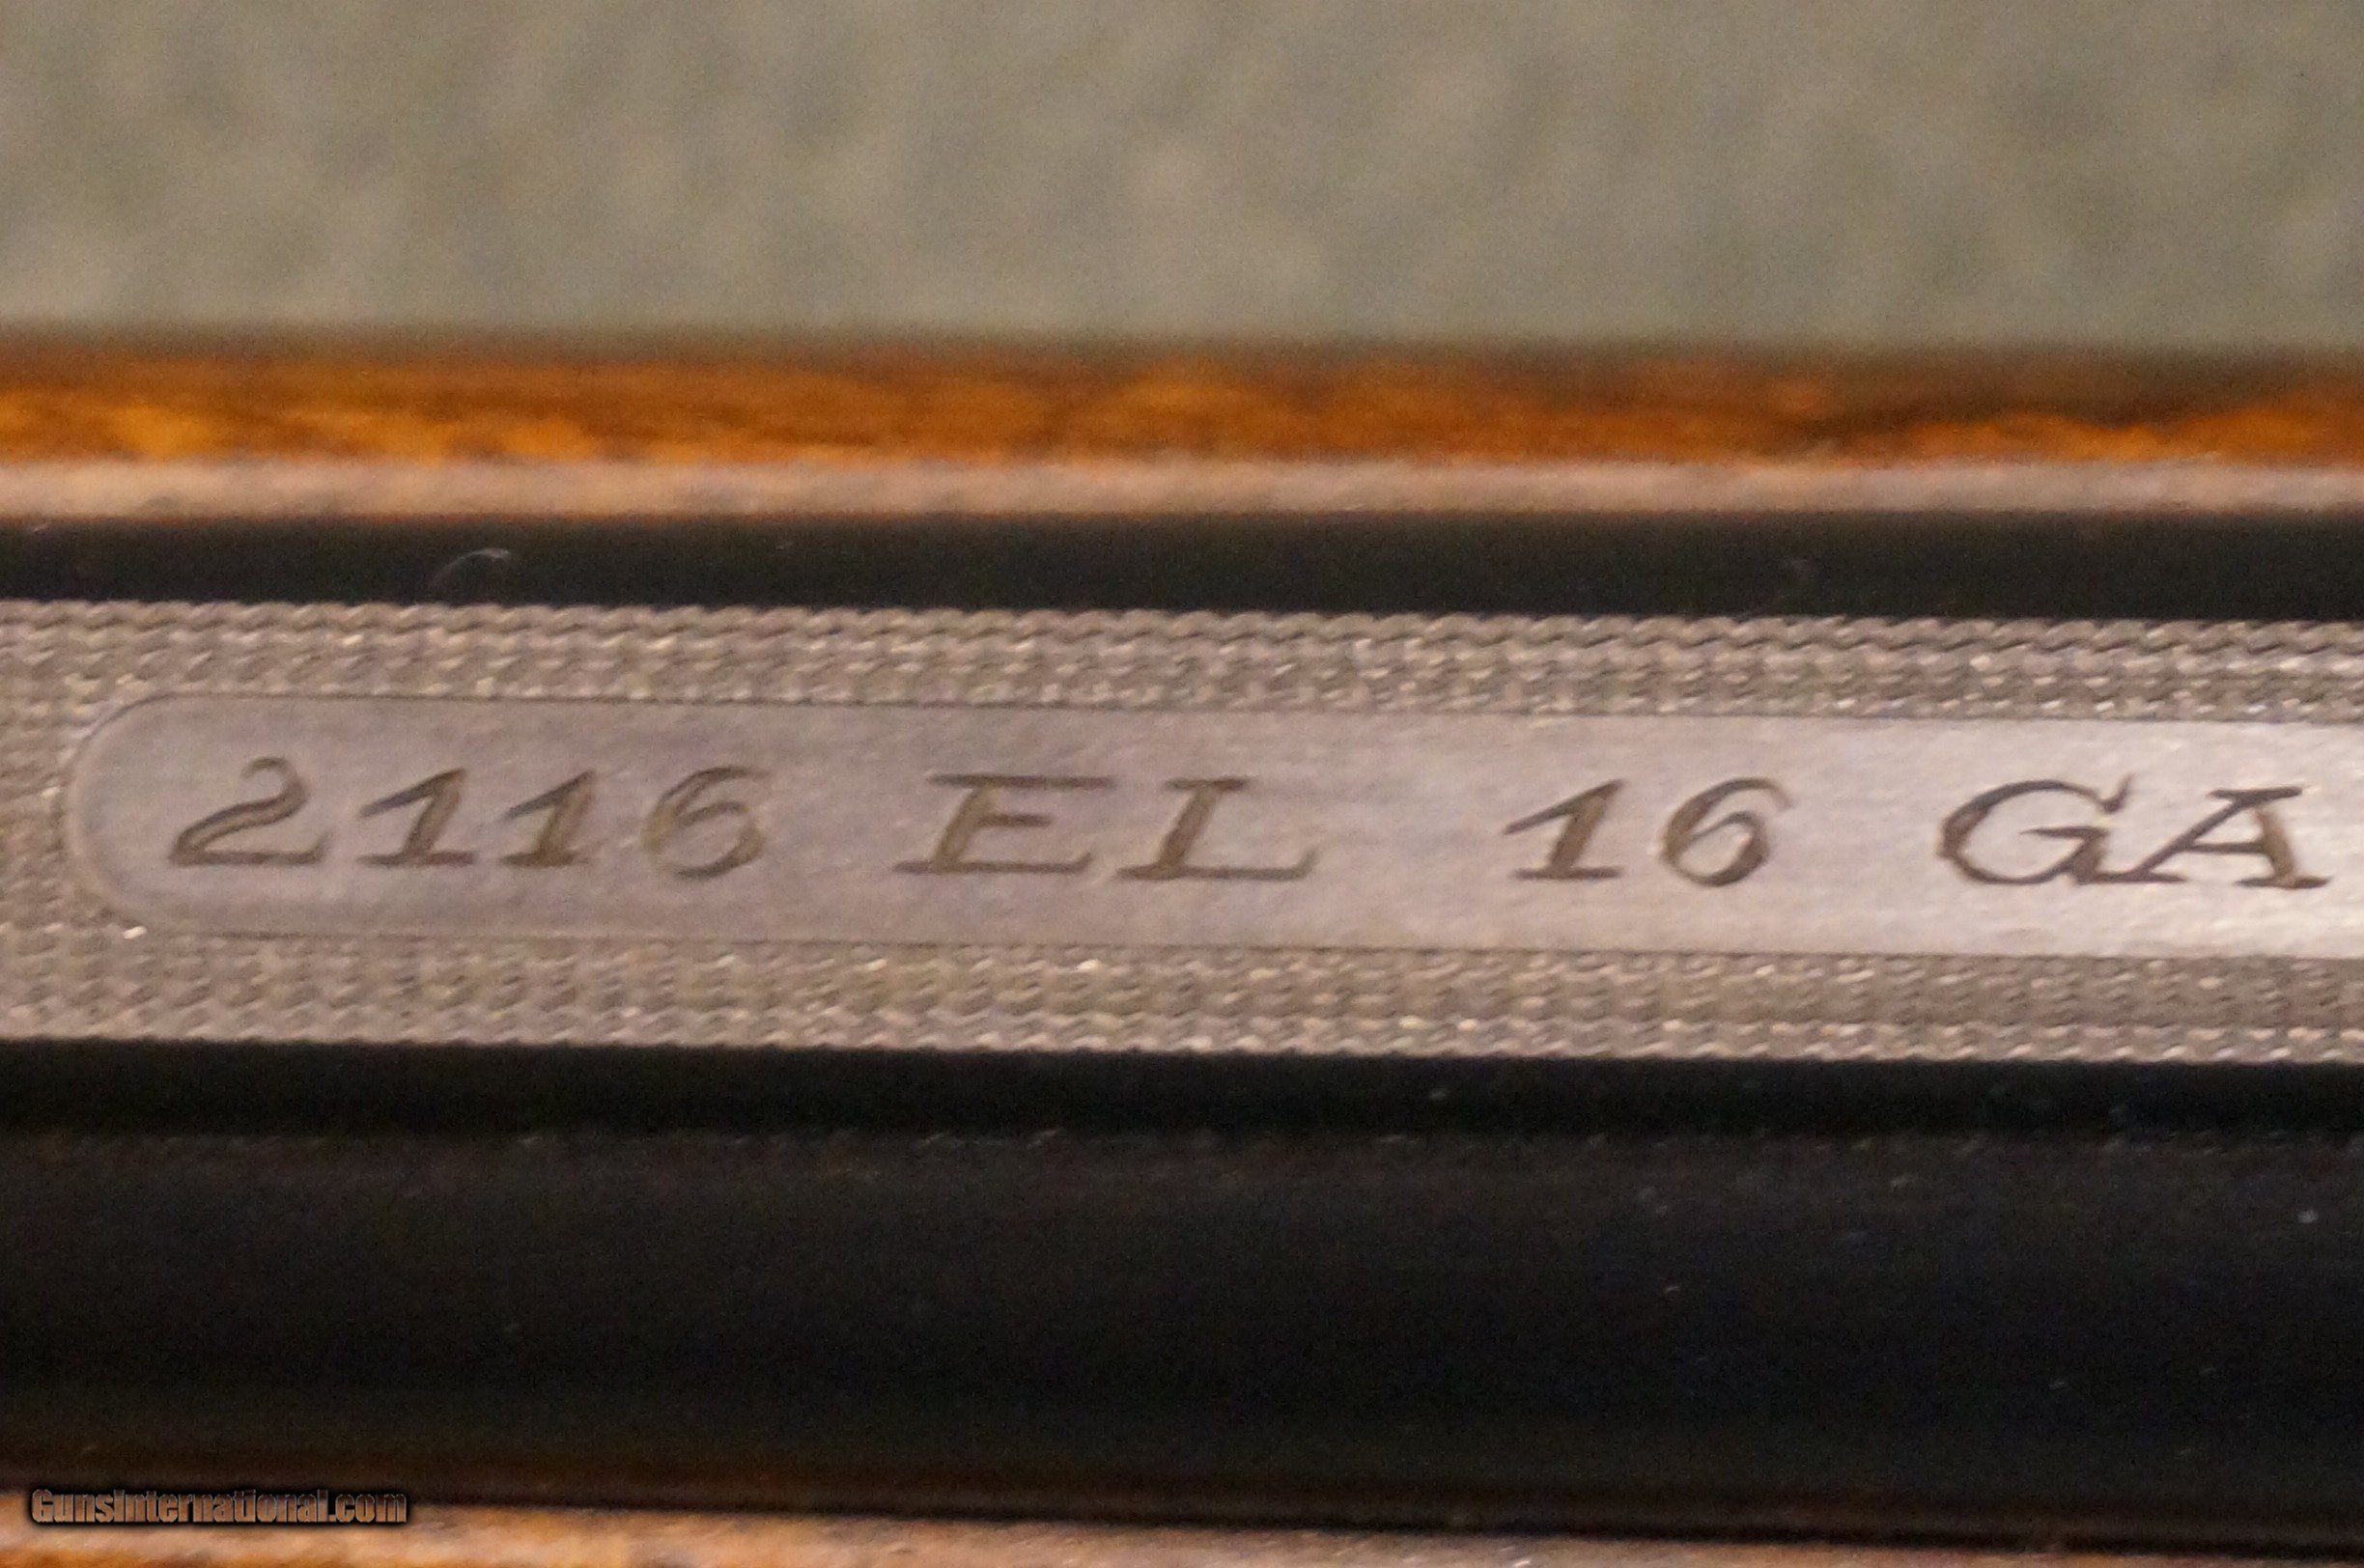 2116 EL 16 GA
GunsInternational.com